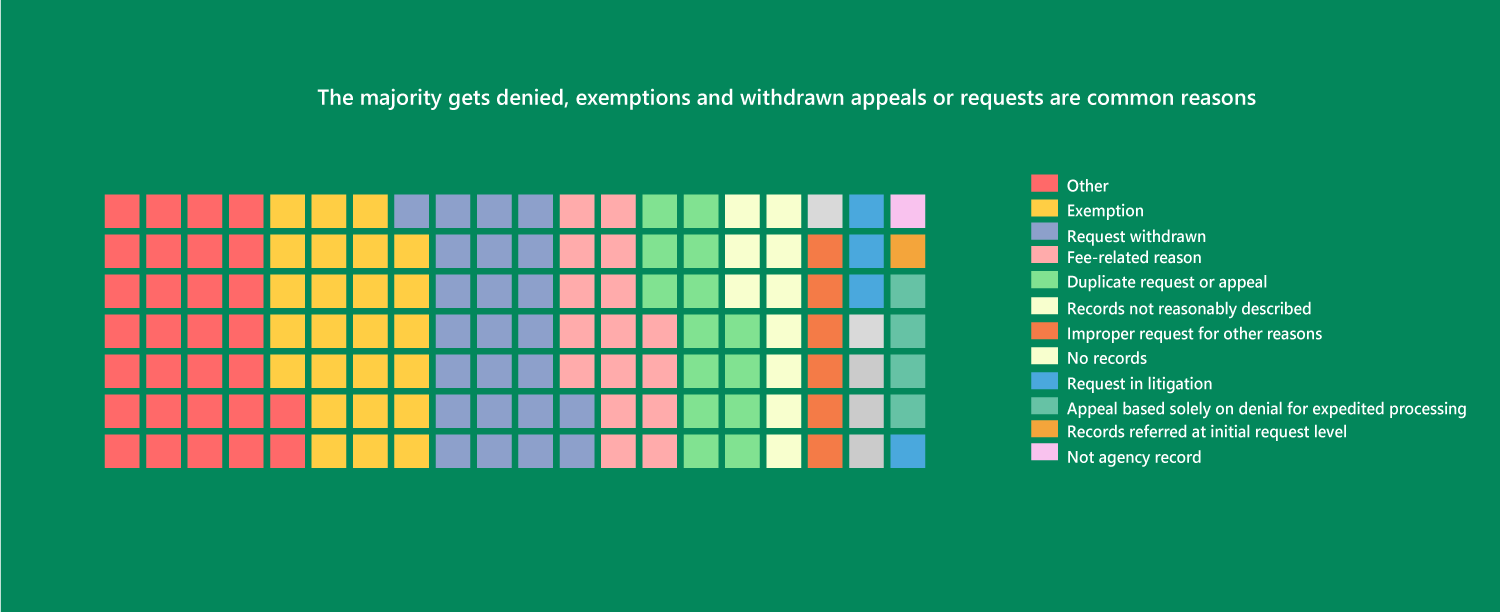 The majority gets denied, exemptions and withdrawn appeals or requests are common reasons
Other
Exemption
Request withdrawn
Fee-related reason
Duplicate request or appeal
Records not reasonably described
Improper request for other reasons
No records
Request in litigation
Appeal based solely on denial for expedited processing
Records referred at initial request level
Not agency record